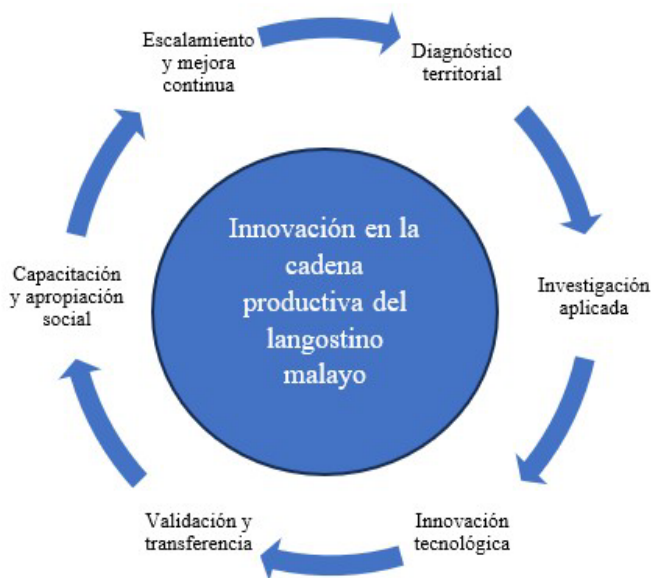 Escalamiento
y mejora
continua
Diagnóstico
territorial
Investigación
aplicada
Innovación
tecnológica
Validación y
transferencia
Capacitación
y apropiación
social
Innovación en la
cadena
productiva del
langostino
malayo